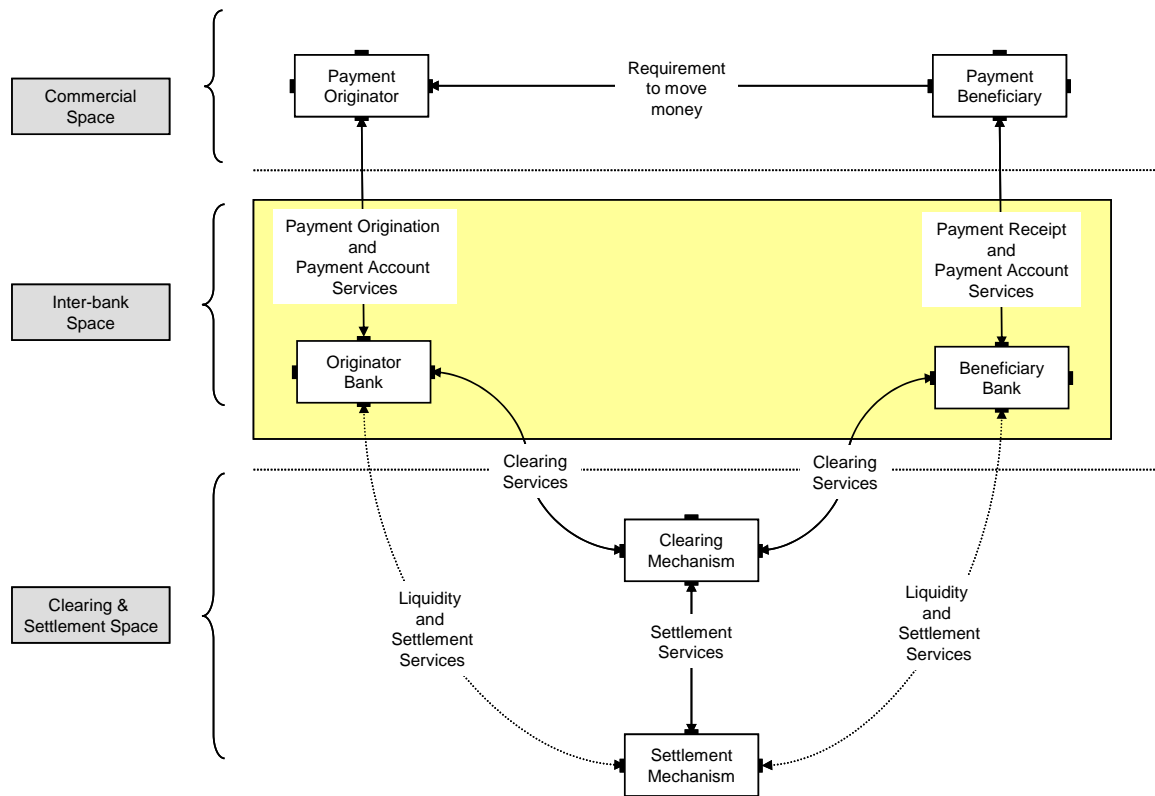 Commercial
Space
Payment
Originator
Requirement
to move
money
Payment
Beneficiary
Inter-bank
Space
Payment Origination
and
Payment Account
Services
Payment Receipt
and
Payment Account
Services
Originator
Bank
Beneficiary
Bank
Clearing
Services
Clearing
Services
Clearing &
Settlement Space
Clearing
Mechanism
Liquidity
and
Settlement
Services
Settlement
Services
Liquidity
and
Settlement
Services
Settlement
Mechanism